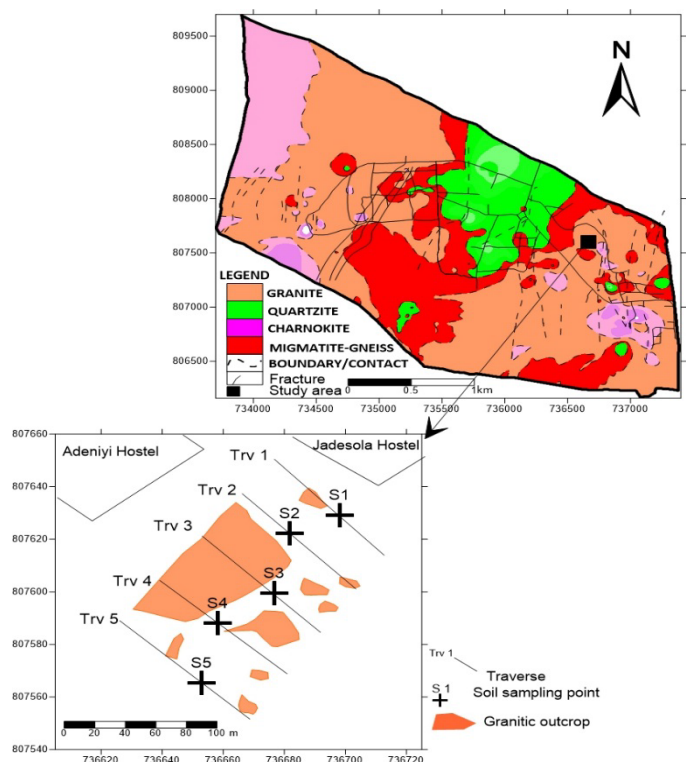 N
809500
809000
808500
808000
807500
807000
806500
LEGEND
GRANITE
QUARTZITE
CHARNOKITE
MIGMATITE-GNEISS
BOUNDARY/CONTACT
Fracture
Study area
0 0.5 1km
734000 734500 735000 735500 736000 736500 737000
807660
807640
807620
807600
807580
807560
807540
Adeniyi Hostel
Jadesola Hostel
Trv 1
S1
Trv 2
S2
Trv 3
S3
Trv 4
S4
Trv 5
S5
0 20 40 60 80 100 m
736620 736640 736660 736680 736700 736720
Trv 1
Traverse
Soil sampling point
S 1
Granitic outcrop